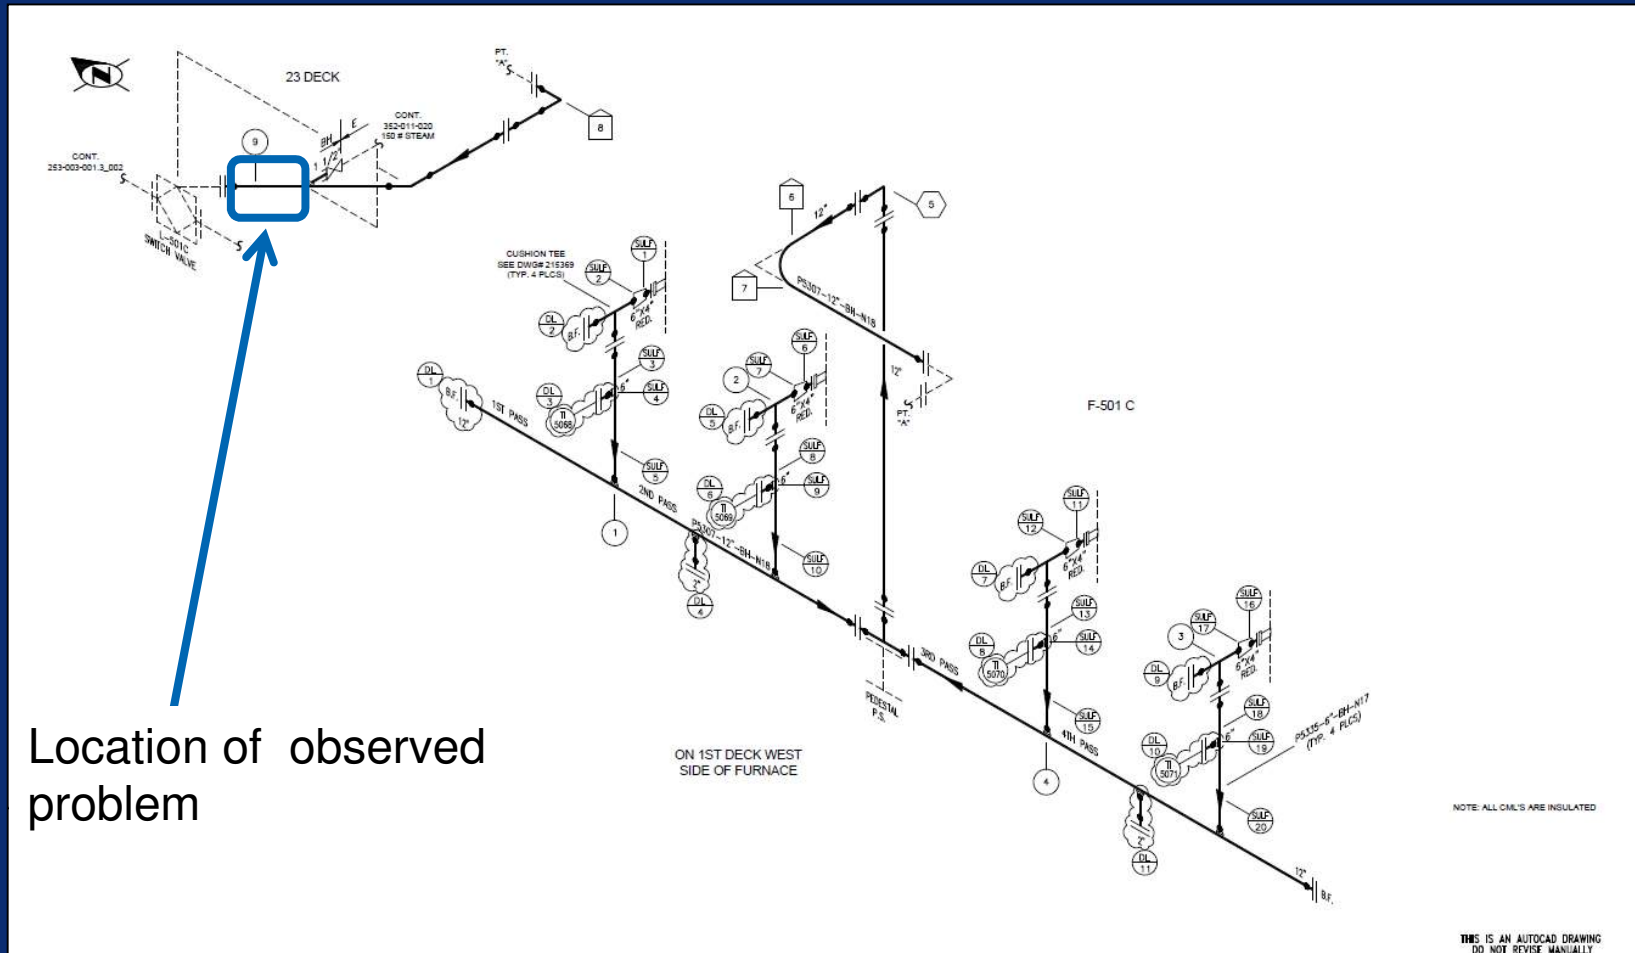 N
23 DECK
PT.
"A"
8
CONT.
352-011-020
150 # STEAM
BH
E
1 1/2"
9
CONT.
253-003-001.3_002
L-501C
SWITCH VALVE
6
5
12"
7
P5307-12"-BH-N18
12"
PT.
"A"
F-501 C
CUSHION TEE
SEE DWG# 215369
(TYP. 4 PLCS)
SULF
1
SULF
2
6"X4"
RED.
DL
2
B.F.
SULF
3
DL
3
6"
SULF
4
TI
5068
SULF
5
DL
1
B.F.
12"
1ST PASS
1
2ND PASS
P5307-12"-BH-N18
2"
DL
4
SULF
6
SULF
7
2
6"X4"
RED.
DL
5
B.F.
SULF
8
DL
6
6"
SULF
9
TI
5069
SULF
10
3RD PASS
PEDESTAL
P.S.
ON 1ST DECK WEST
SIDE OF FURNACE
SULF
11
SULF
12
6"X4"
RED.
DL
7
B.F.
SULF
13
DL
8
6"
SULF
14
TI
5070
SULF
15
4TH PASS
4
2"
DL
11
SULF
16
SULF
17
3
6"X4"
RED.
DL
9
B.F.
SULF
18
DL
10
6"
SULF
19
TI
5071
SULF
20
P5335-6"-BH-N17
(TYP. 4 PLCS)
12"
B.F.
NOTE: ALL CML'S ARE INSULATED
THIS IS AN AUTOCAD DRAWING
DO NOT REVISE MANUALLY
Location of observed
problem